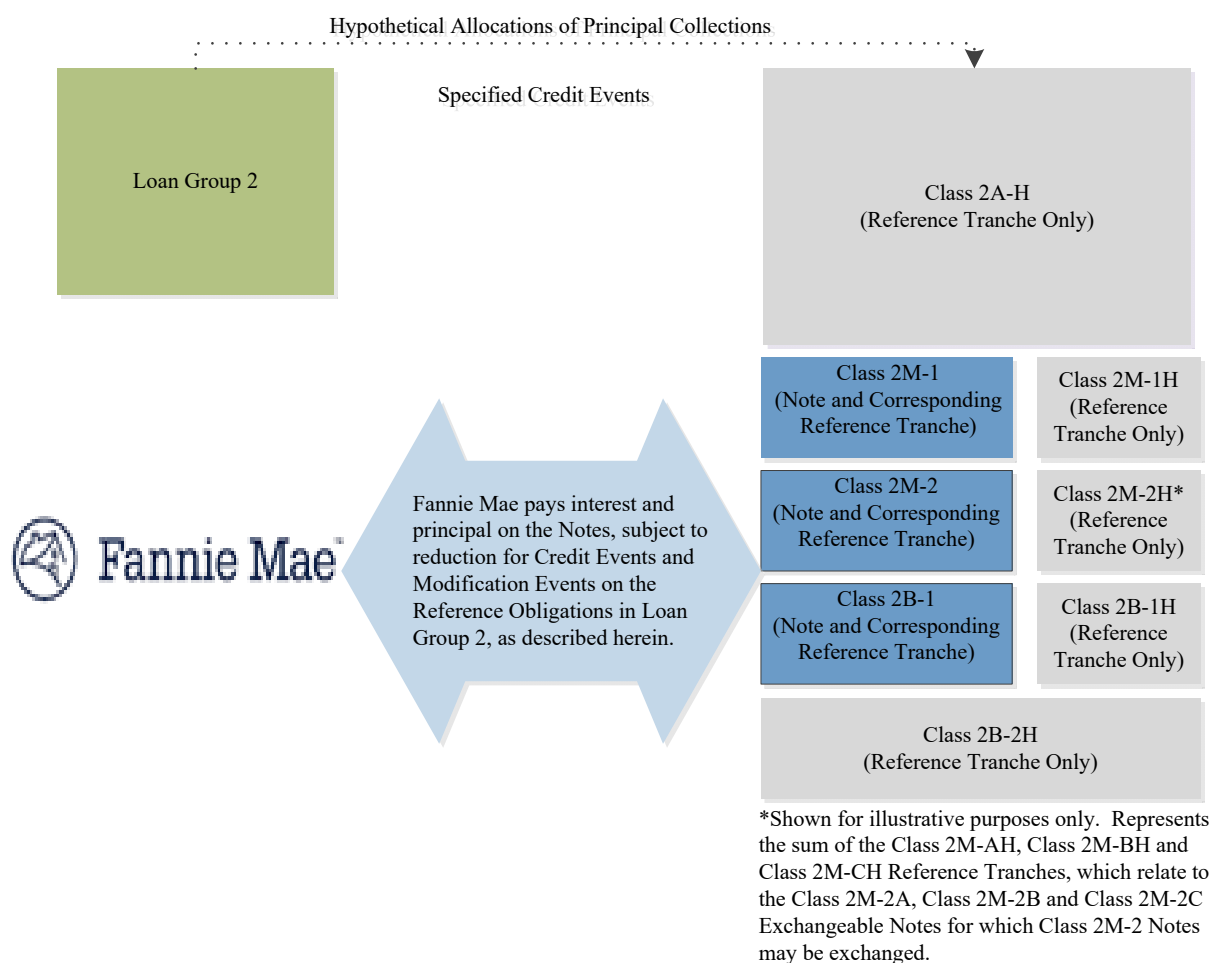 Hypothetical Allocations of Principal Collections
Specified Credit Events
Loan Group 2
Class 2A-H
(Reference Tranche Only)
Class 2M-1
(Note and Corresponding
Reference Tranche)
Class 2M-1H
(Reference
Tranche Only)
Class 2M-2
(Note and Corresponding
Reference Tranche)
Class 2M-2H*
(Reference
Tranche Only)
Fannie Mae pays interest and
principal on the Notes, subject to
reduction for Credit Events and
Modification Events on the
Reference Obligations in Loan
Group 2, as described herein.
Fannie Mae™
Class 2B-1
(Note and Corresponding
Reference Tranche)
Class 2B-1H
(Reference
Tranche Only)
Class 2B-2H
(Reference Tranche Only)
*Shown for illustrative purposes only.  Represents
the sum of the Class 2M-AH, Class 2M-BH and
Class 2M-CH Reference Tranches, which relate to
the Class 2M-2A, Class 2M-2B and Class 2M-2C
Exchangeable Notes for which Class 2M-2 Notes
may be exchanged.